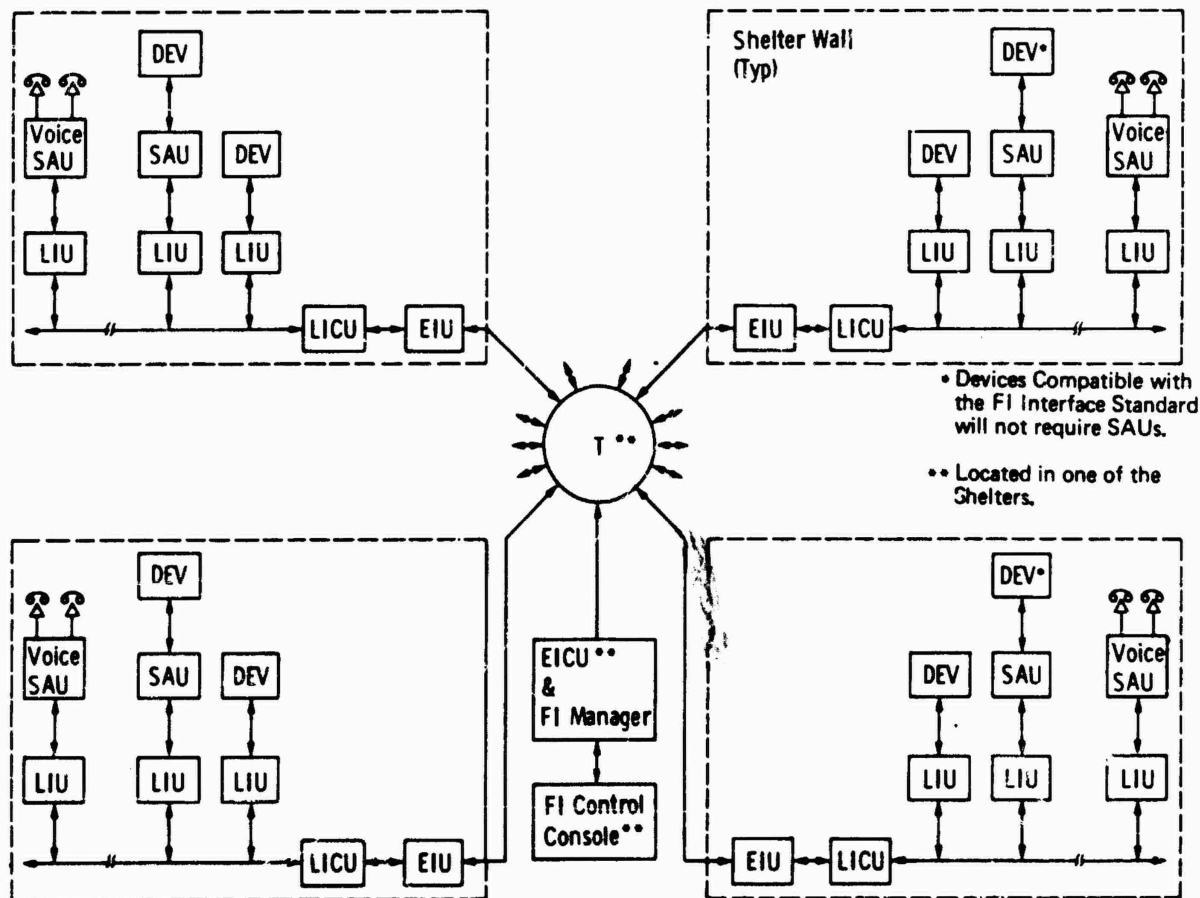 DEV
Voice
SAU
SAU
DEV
LIU
LIU
LIU
LICU
EIU
Shelter Wall
(Typ)
DEV*
DEV
SAU
Voice
SAU
LIU
LIU
LIU
EIU
LICU
* Devices Compatible with
the FI Interface Standard
will not require SAUs.
** Located in one of the
Shelters.
T **
DEV
Voice
SAU
SAU
DEV
LIU
LIU
LIU
LICU
EIU
EICU**
&
FI Manager
FI Control
Console**
DEV*
DEV
SAU
Voice
SAU
LIU
LIU
LIU
EIU
LICU